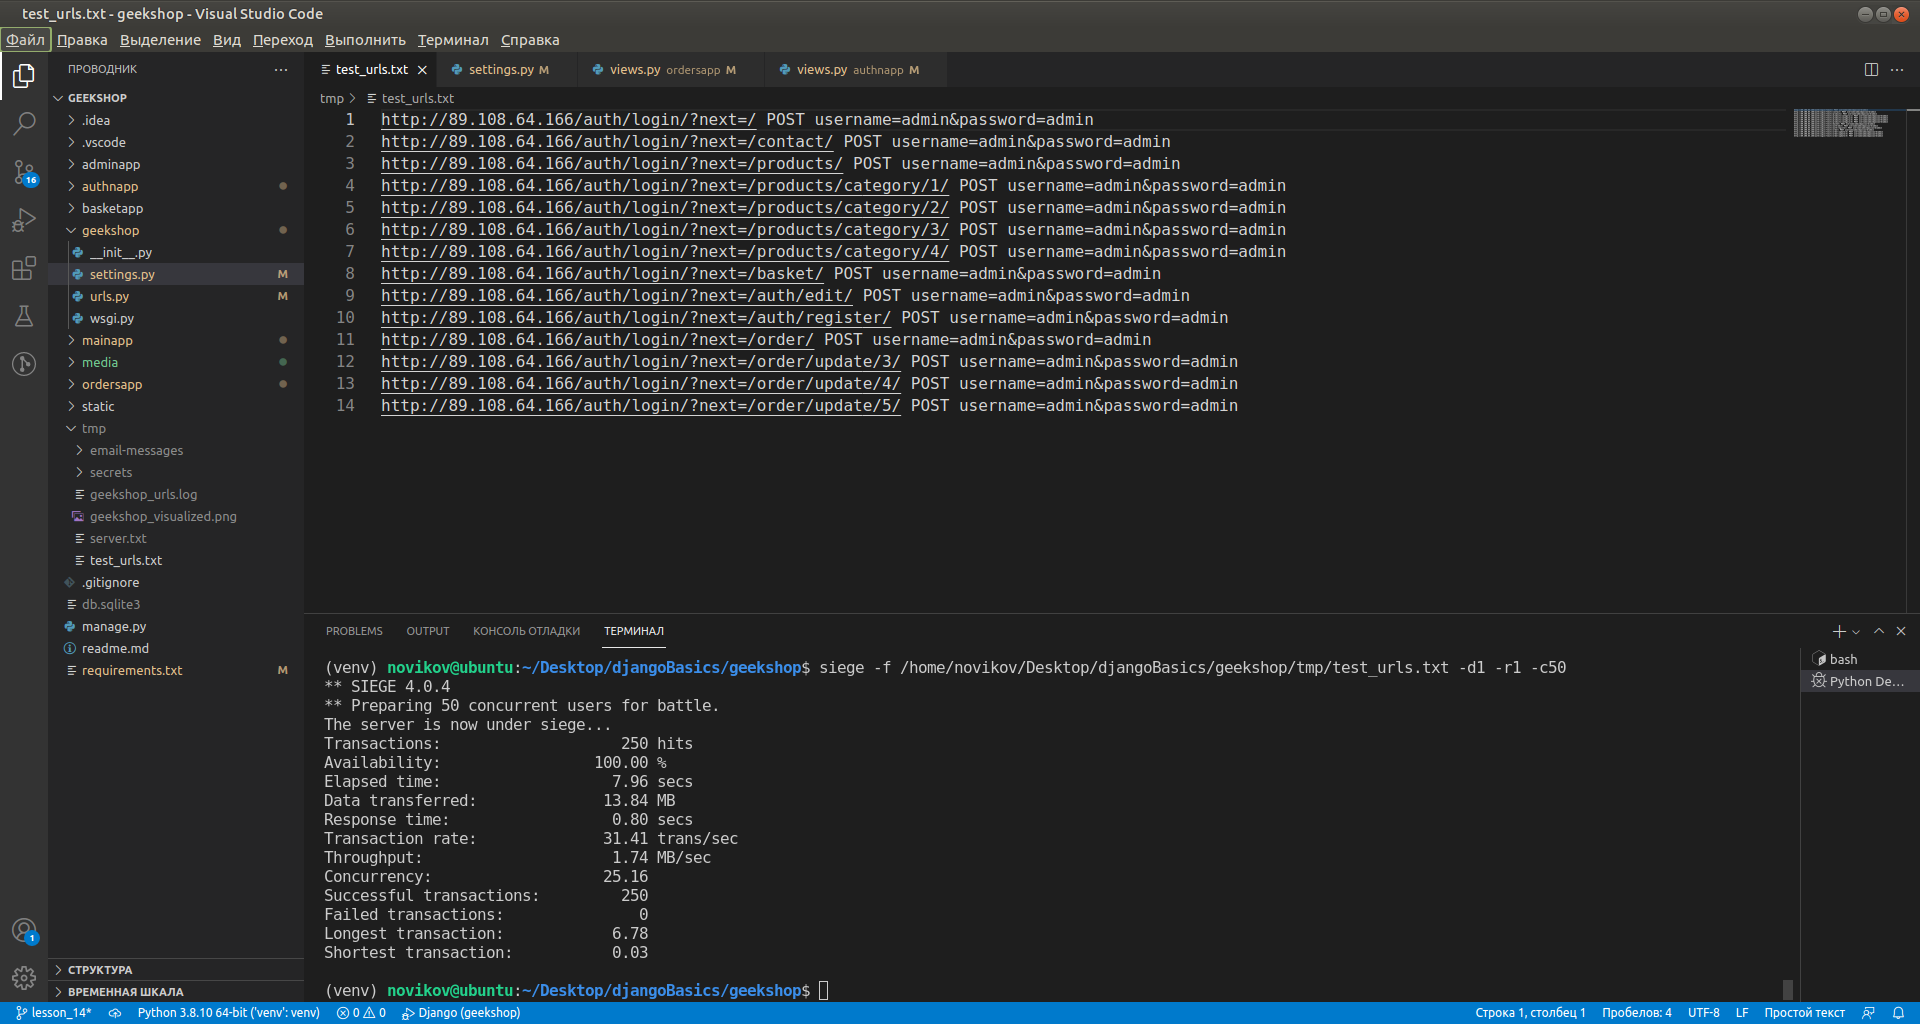 test_urls.txt - geekshop - Visual Studio Code
Файл Правка Выделение Вид Переход Выполнить Терминал Справка
ПРОВОДНИК
GEEKSHOP
.idea
.vscode
adminapp
authnapp
basketapp
geekshop
__init__.py
settings.py M
urls.py M
wsgi.py
mainapp
media
ordersapp
static
tmp
email-messages
secrets
geekshop_urls.log
geekshop_visualized.png
server.txt
test_urls.txt
.gitignore
db.sqlite3
manage.py
readme.md
requirements.txt M
СТРУКТУРА
ВРЕМЕННАЯ ШКАЛА
16
1
test_urls.txt settings.py M views.py ordersapp M views.py authnapp M
tmp > test_urls.txt
1 http://89.108.64.166/auth/login/?next=/ POST username=admin&password=admin
2 http://89.108.64.166/auth/login/?next=/contact/ POST username=admin&password=admin
3 http://89.108.64.166/auth/login/?next=/products/ POST username=admin&password=admin
4 http://89.108.64.166/auth/login/?next=/products/category/1/ POST username=admin&password=admin
5 http://89.108.64.166/auth/login/?next=/products/category/2/ POST username=admin&password=admin
6 http://89.108.64.166/auth/login/?next=/products/category/3/ POST username=admin&password=admin
7 http://89.108.64.166/auth/login/?next=/products/category/4/ POST username=admin&password=admin
8 http://89.108.64.166/auth/login/?next=/basket/ POST username=admin&password=admin
9 http://89.108.64.166/auth/login/?next=/auth/edit/ POST username=admin&password=admin
10 http://89.108.64.166/auth/login/?next=/auth/register/ POST username=admin&password=admin
11 http://89.108.64.166/auth/login/?next=/order/ POST username=admin&password=admin
12 http://89.108.64.166/auth/login/?next=/order/update/3/ POST username=admin&password=admin
13 http://89.108.64.166/auth/login/?next=/order/update/4/ POST username=admin&password=admin
14 http://89.108.64.166/auth/login/?next=/order/update/5/ POST username=admin&password=admin
PROBLEMS OUTPUT КОНСОЛЬ ОТЛАДКИ ТЕРМИНАЛ
(venv) novikov@ubuntu:~/Desktop/djangoBasics/geekshop$ siege -f /home/novikov/Desktop/djangoBasics/geekshop/tmp/test_urls.txt -d1 -r1 -c50
** SIEGE 4.0.4
** Preparing 50 concurrent users for battle.
The server is now under siege...
Transactions: 250 hits
Availability: 100.00 %
Elapsed time: 7.96 secs
Data transferred: 13.84 MB
Response time: 0.80 secs
Transaction rate: 31.41 trans/sec
Throughput: 1.74 MB/sec
Concurrency: 25.16
Successful transactions: 250
Failed transactions: 0
Longest transaction: 6.78
Shortest transaction: 0.03
(venv) novikov@ubuntu:~/Desktop/djangoBasics/geekshop$
bash
Python De...
lesson_14* Python 3.8.10 64-bit ('venv': venv) 0 0 Django (geekshop) Строка 1, столбец 1 Пробелов: 4 UTF-8 LF Простой текст